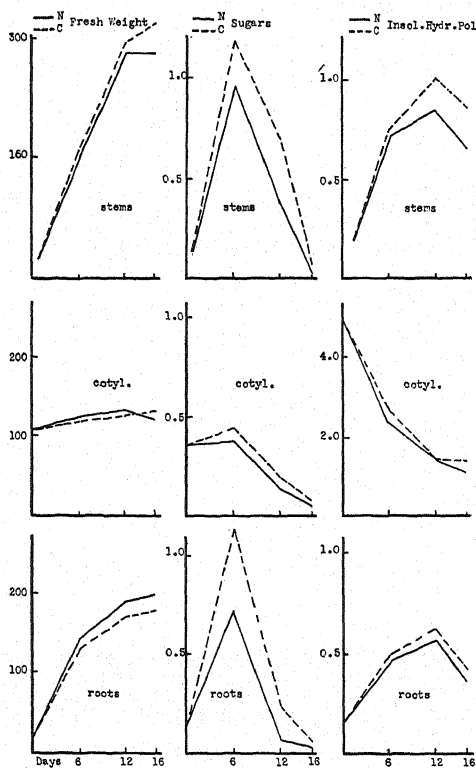 N
C Fresh Weight
N
C Sugars
N
C Insol.Hydr.Pol
300
160
stems
1.0
0.5
stems
1.0
0.5
stems
200
100
cotyl.
1.0
0.5
cotyl.
4.0
2.0
cotyl.
200
100
roots
1.0
0.5
roots
1.0
0.5
roots
Days 6 12 16
6 12 16
6 12 16